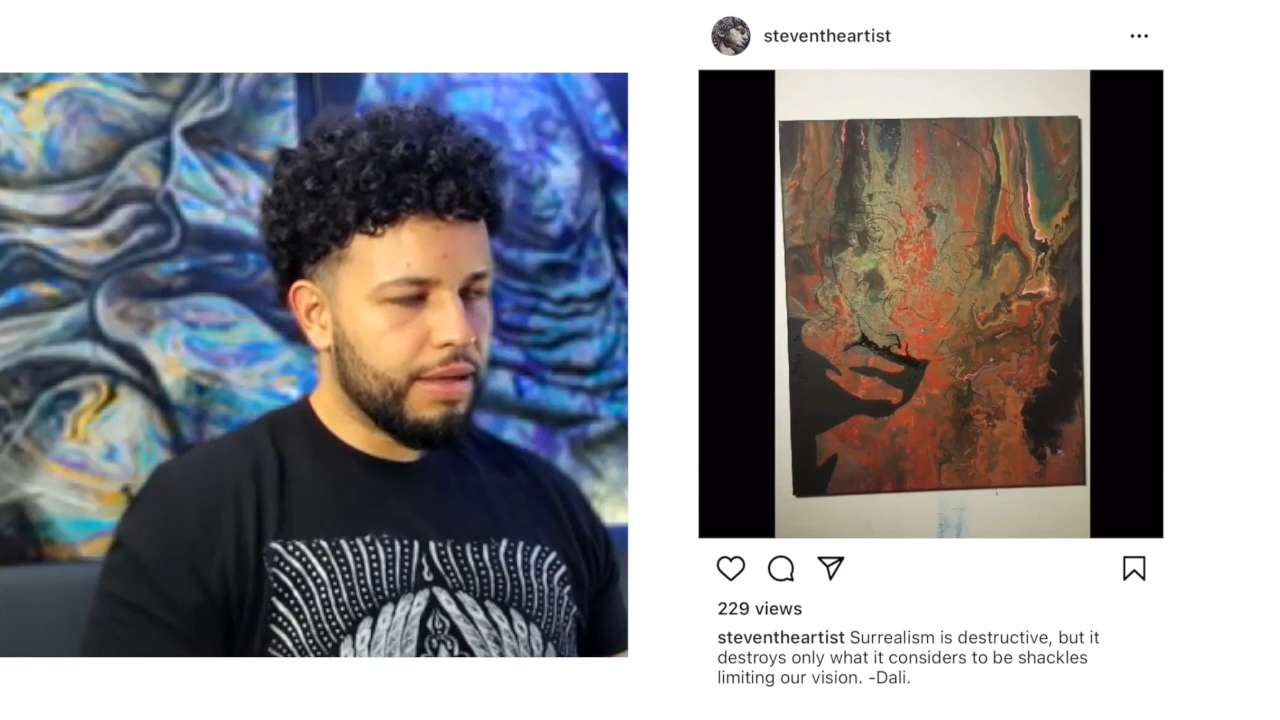 steventheartist
229 views
steventheartist Surrealism is destructive, but it
destroys only what it considers to be shackles
limiting our vision. -Dali.